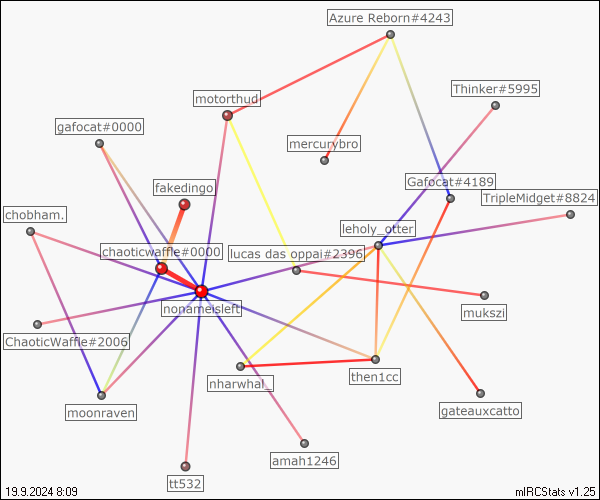 Azure Reborn#4243
Thinker#5995
motorthud
gafocat#0000
mercurybro
Gafocat#4189
fakedingo
TripleMidget#8824
chobham.
leholy_otter
chaoticwaffle#0000
lucas das oppai#2396
nonameisleft
mukszi
ChaoticWaffle#2006
then1cc
nharwhal_
gateauxcatto
moonraven
amah1246
tt532
19.9.2024 8:09
mIRCStats v1.25